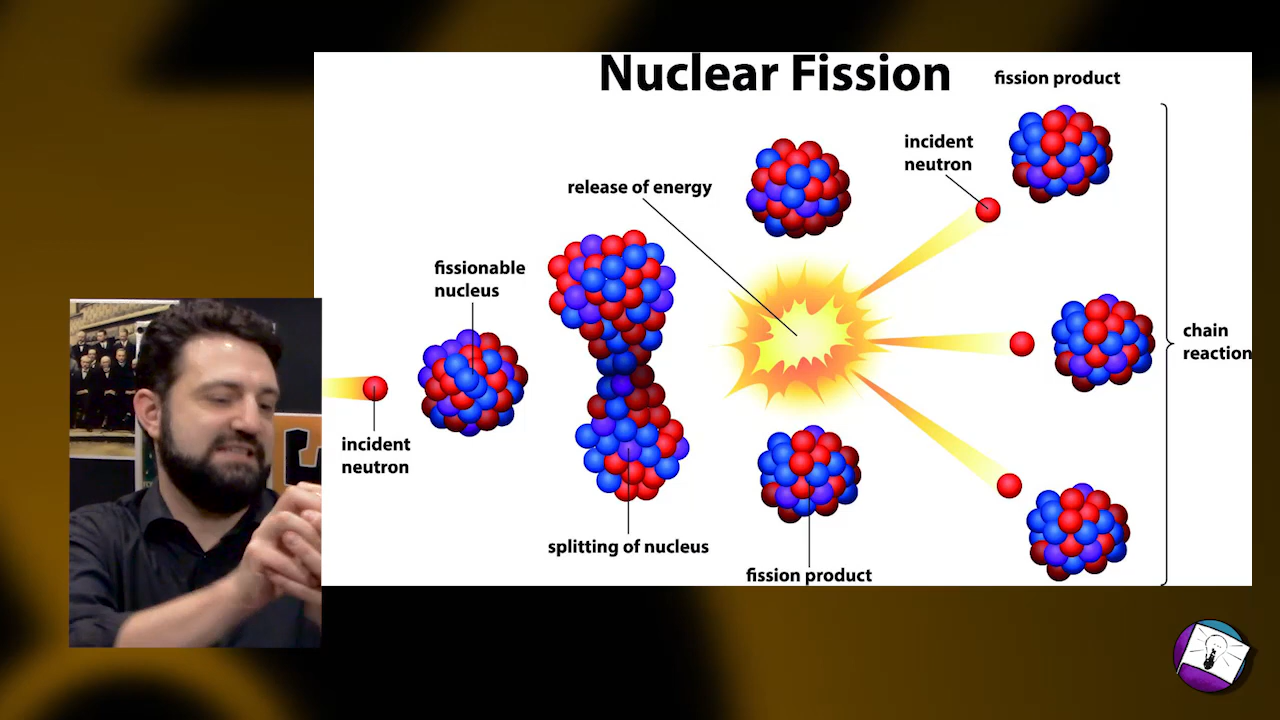 Nuclear Fission
fission product
incident
neutron
release of energy
fissionable
nucleus
chain
reaction
incident
neutron
splitting of nucleus
fission product